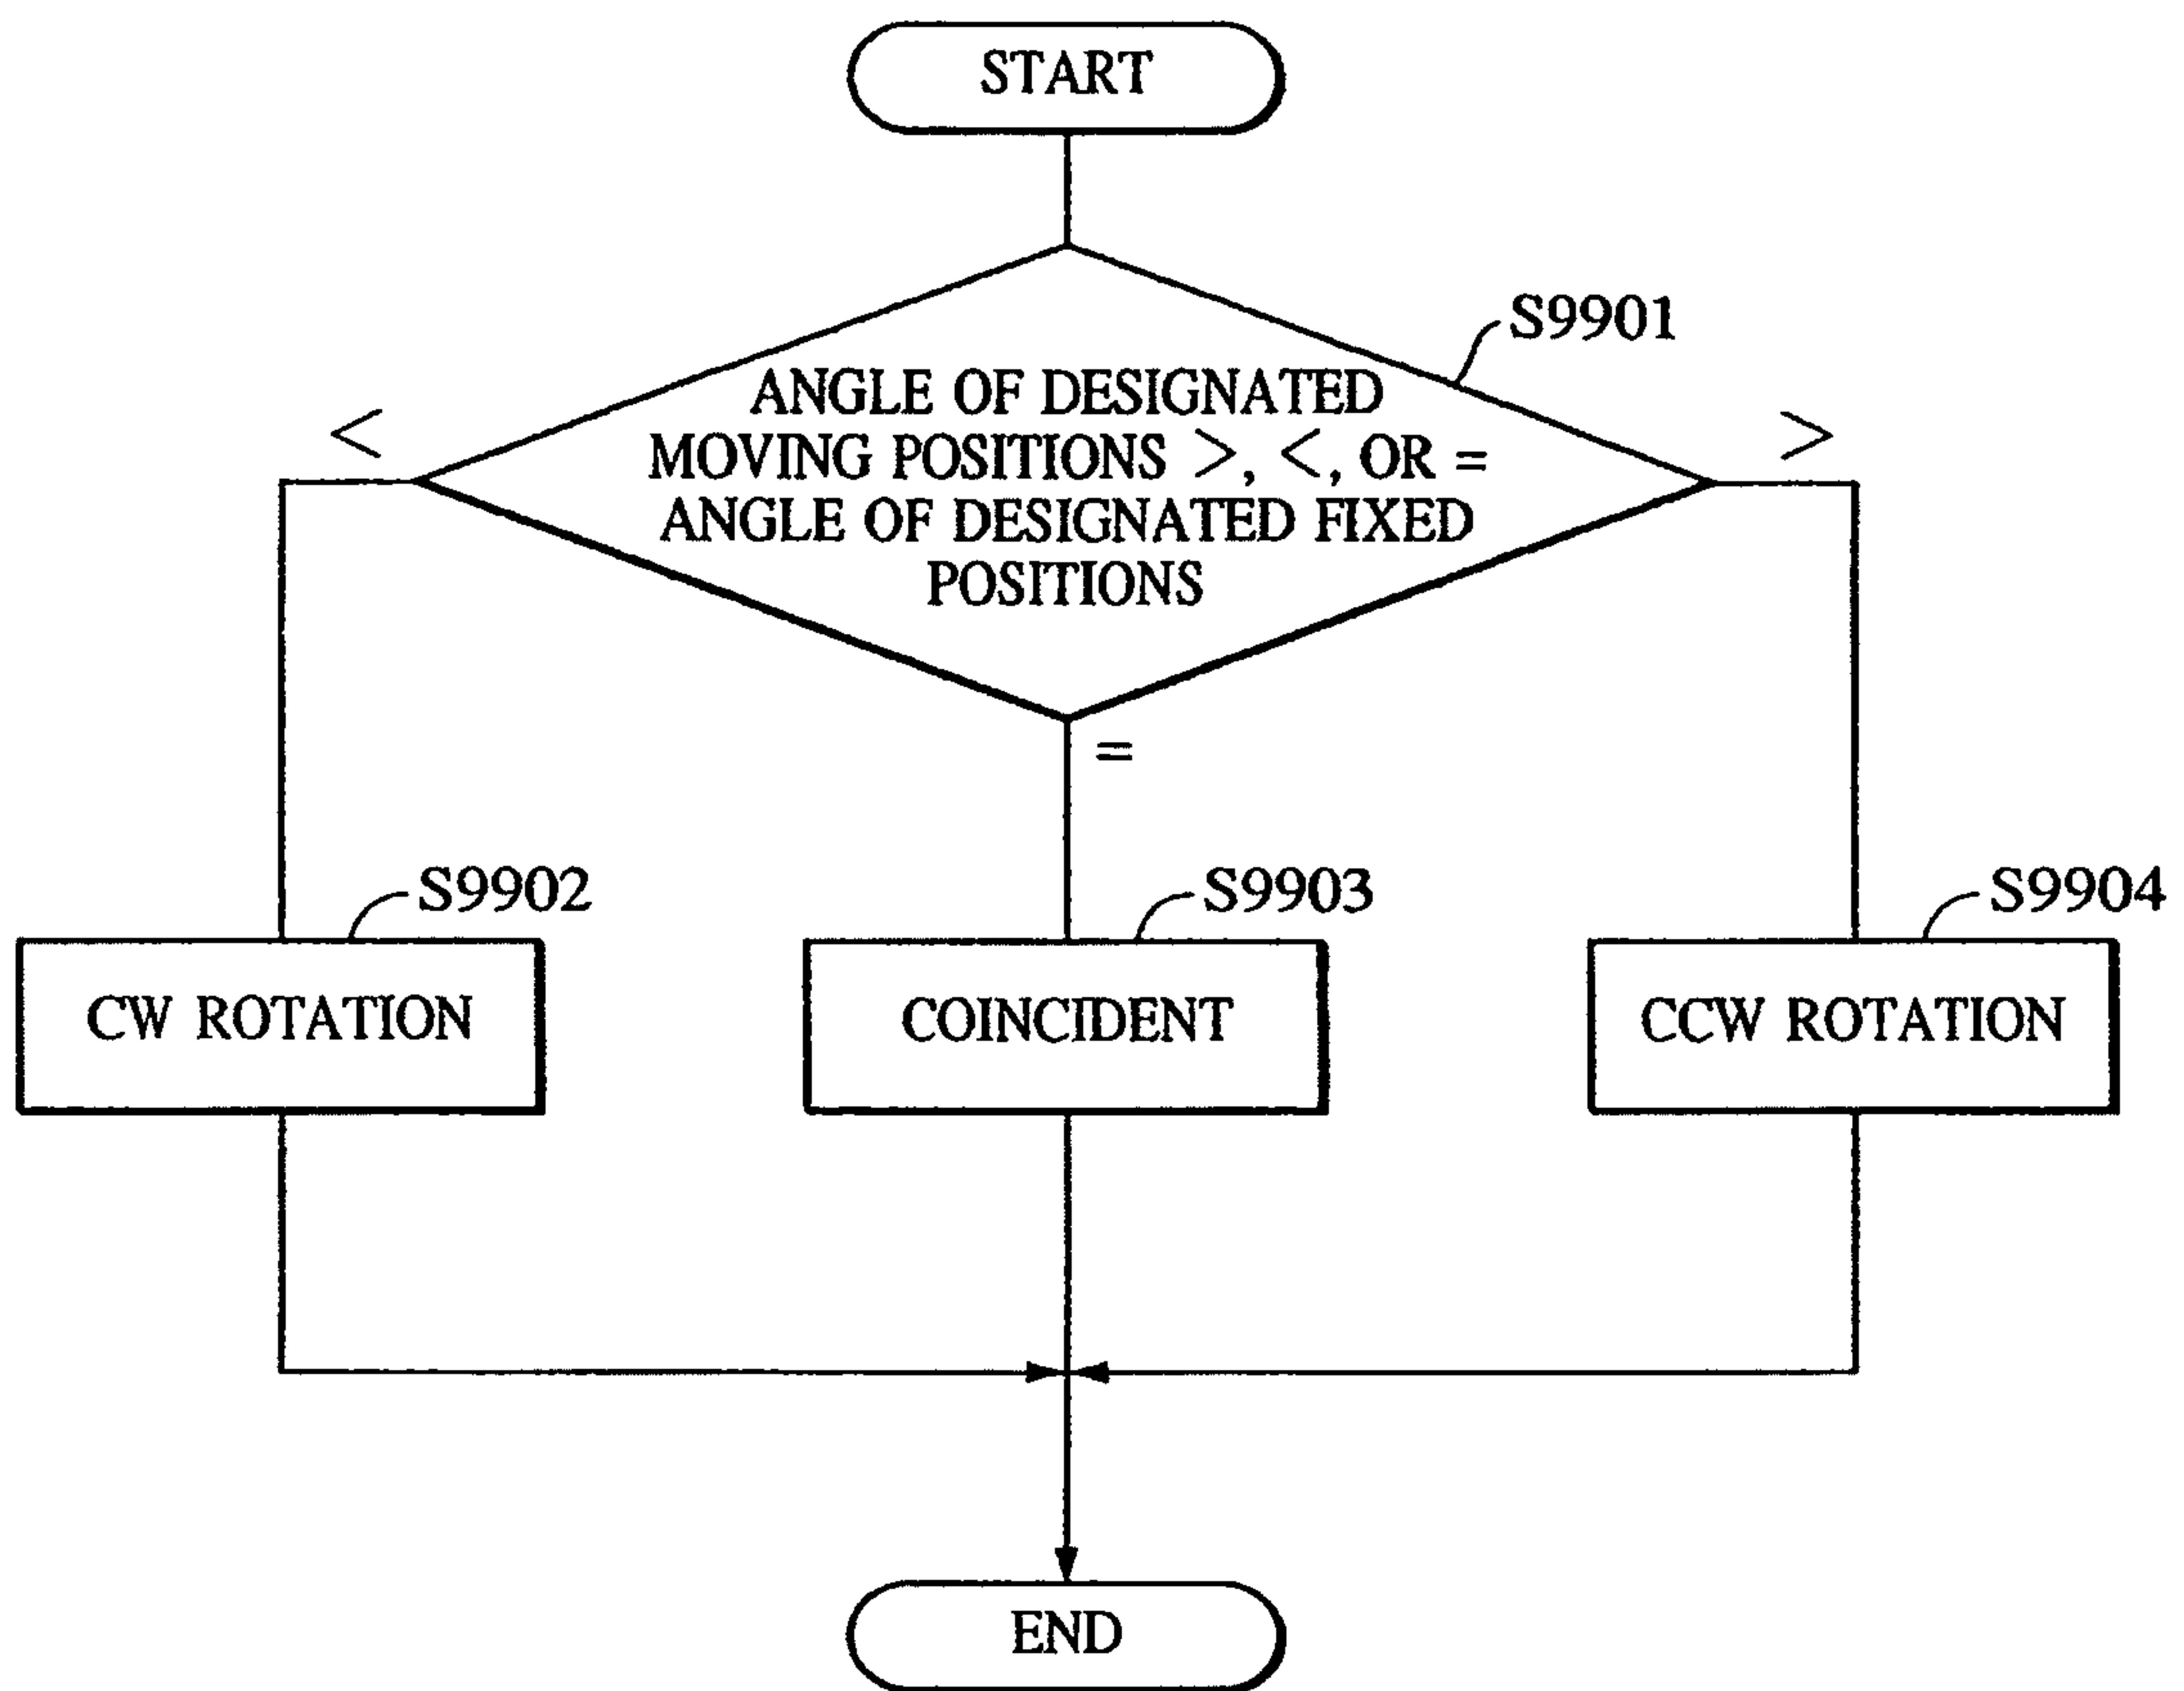 START
S9901
ANGLE OF DESIGNATED
MOVING POSITIONS >, <, OR =
ANGLE OF DESIGNATED FIXED
POSITIONS
<
>
=
S9902
S9903
S9904
CW ROTATION
COINCIDENT
CCW ROTATION
END